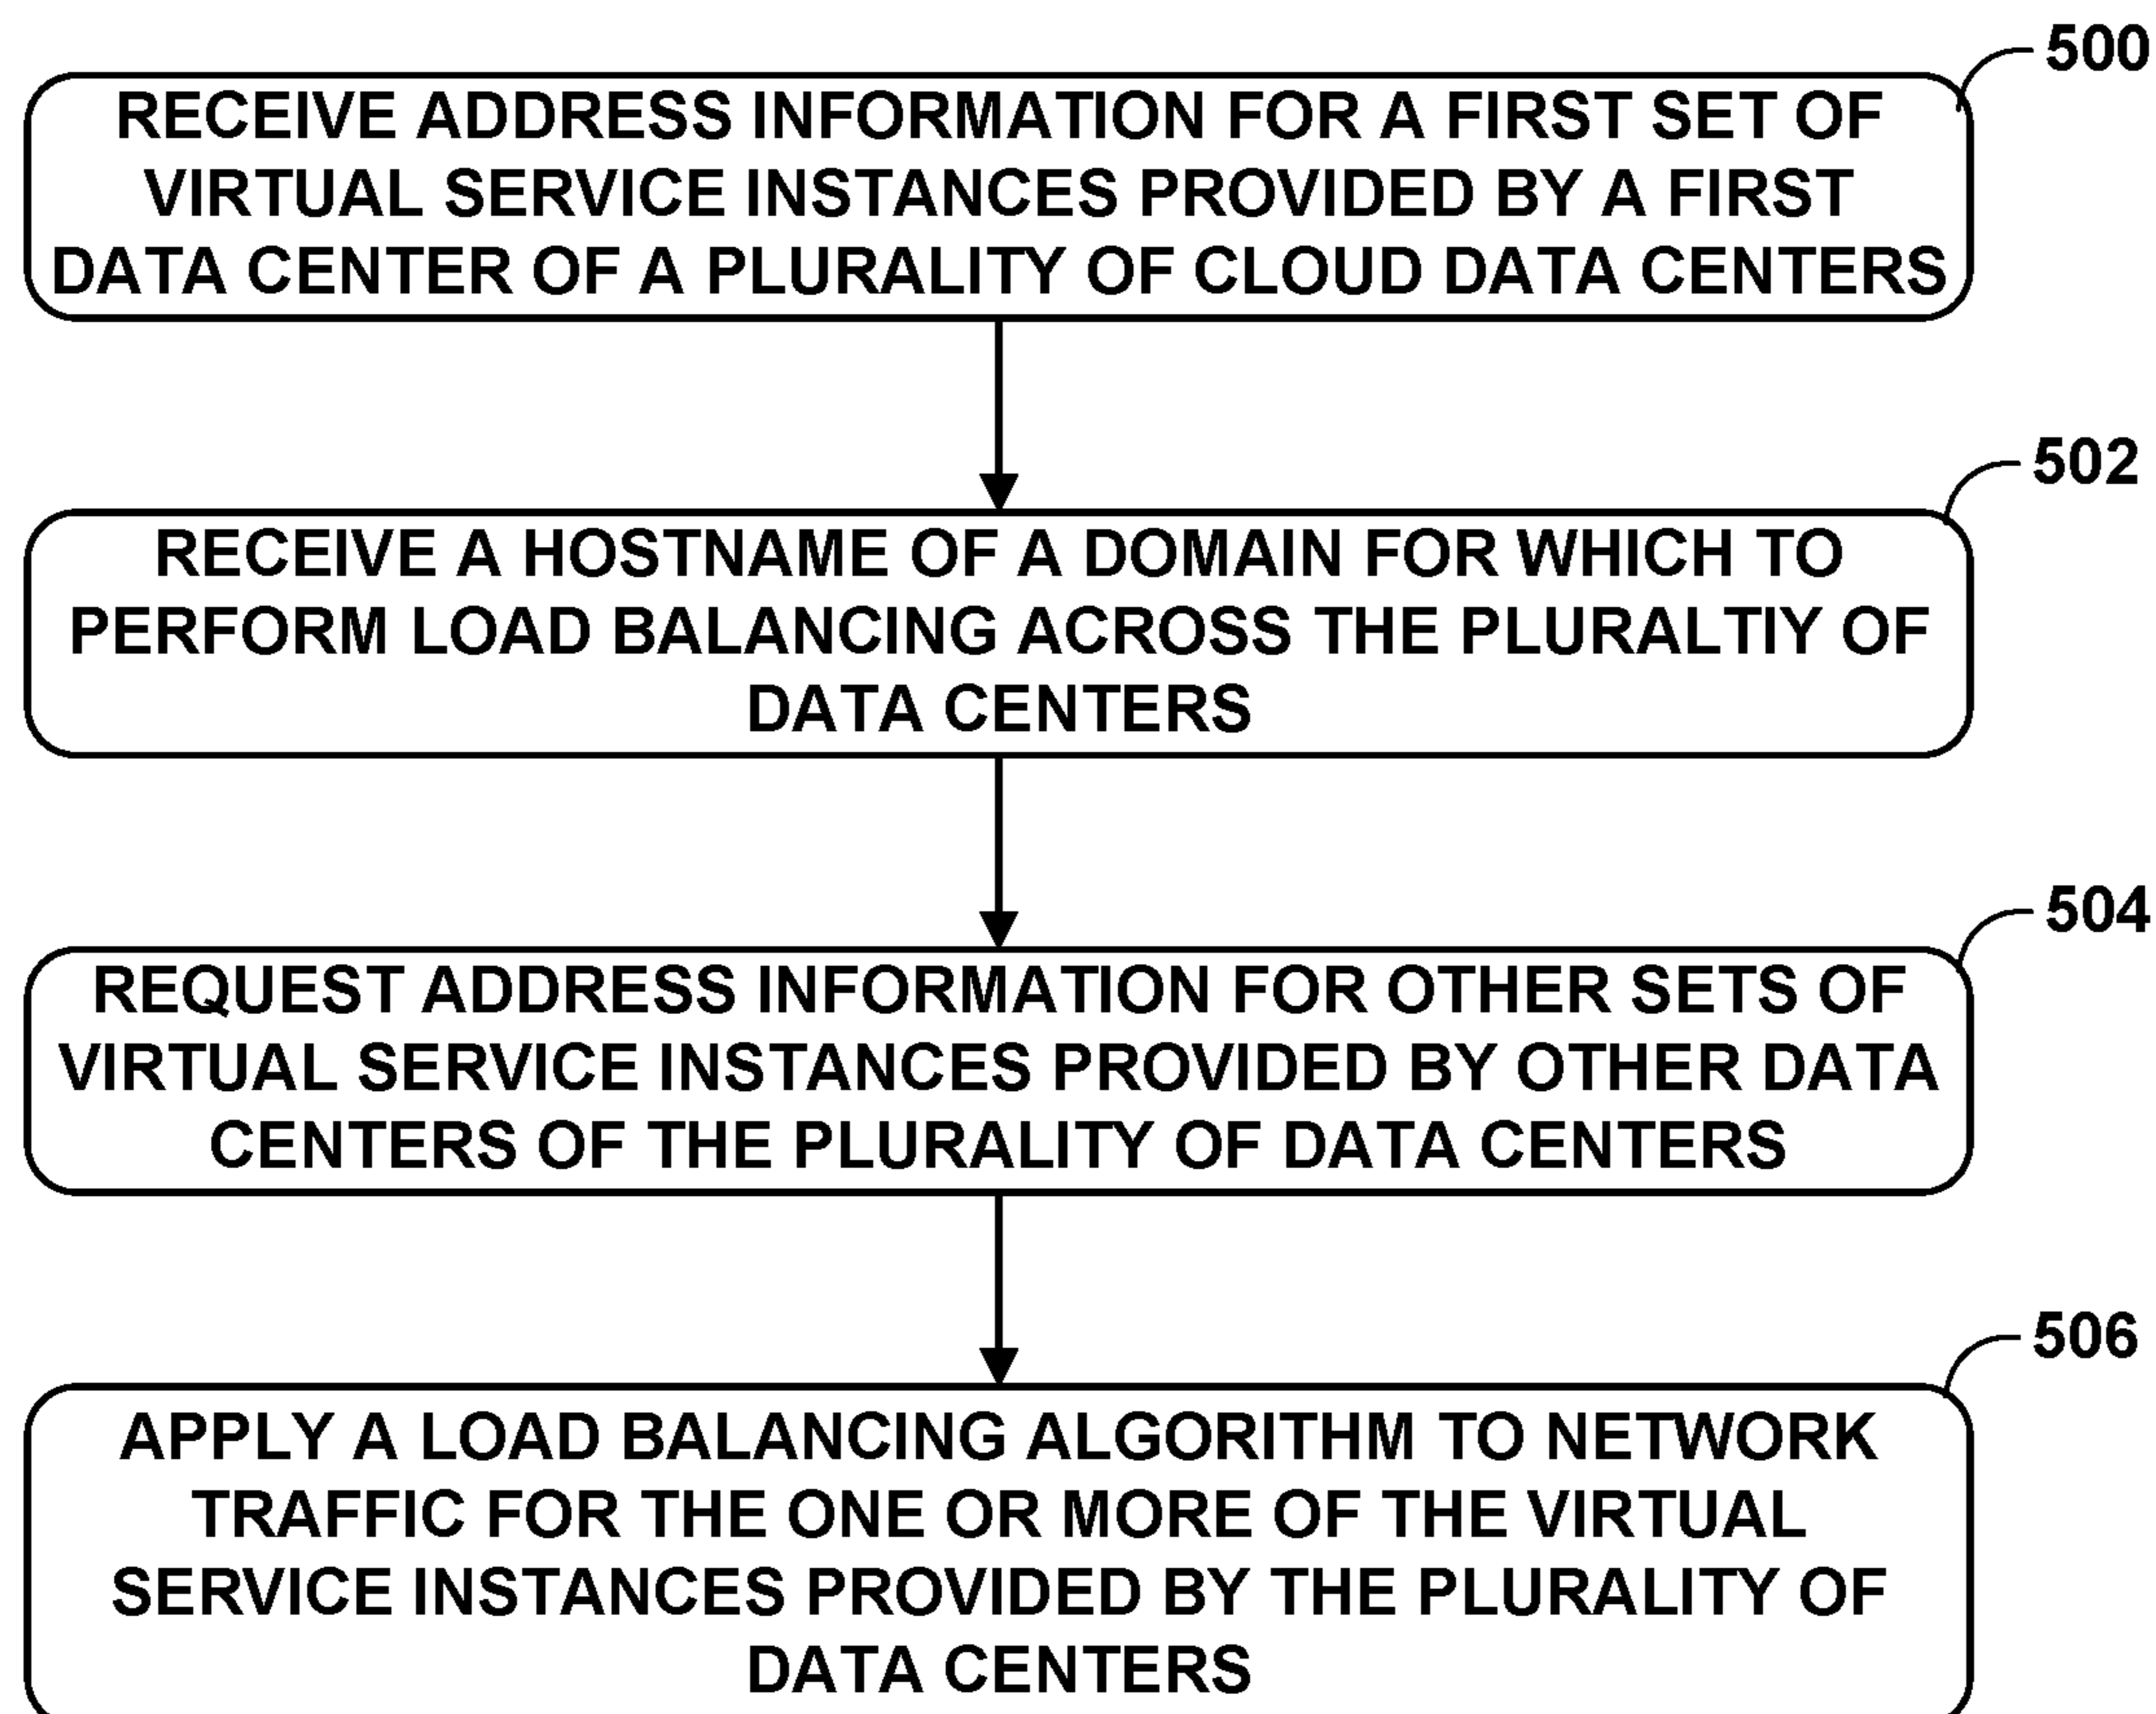 500
RECEIVE ADDRESS INFORMATION FOR A FIRST SET OF
VIRTUAL SERVICE INSTANCES PROVIDED BY A FIRST
DATA CENTER OF A PLURALITY OF CLOUD DATA CENTERS
502
RECEIVE A HOSTNAME OF A DOMAIN FOR WHICH TO
PERFORM LOAD BALANCING ACROSS THE PLURALTIY OF
DATA CENTERS
504
REQUEST ADDRESS INFORMATION FOR OTHER SETS OF
VIRTUAL SERVICE INSTANCES PROVIDED BY OTHER DATA
CENTERS OF THE PLURALITY OF DATA CENTERS
506
APPLY A LOAD BALANCING ALGORITHM TO NETWORK
TRAFFIC FOR THE ONE OR MORE OF THE VIRTUAL
SERVICE INSTANCES PROVIDED BY THE PLURALITY OF
DATA CENTERS